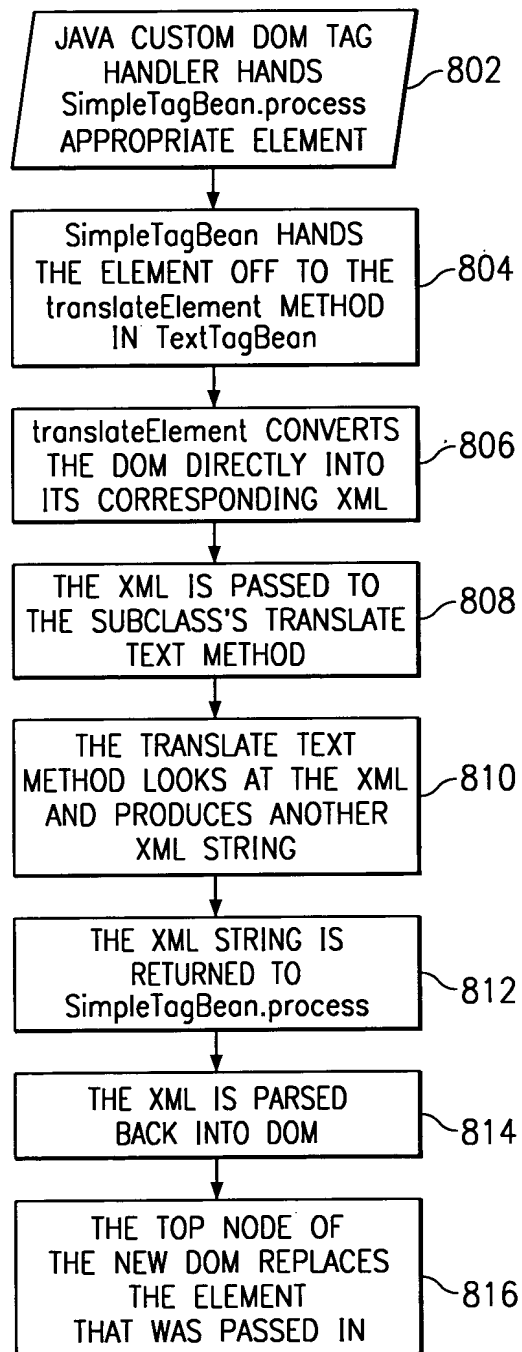 JAVA CUSTOM DOM TAG
HANDLER HANDS
SimpleTagBean.process
APPROPRIATE ELEMENT
802
SimpleTagBean HANDS
THE ELEMENT OFF TO THE
translateElement METHOD
IN TextTagBean
804
translateElement CONVERTS
THE DOM DIRECTLY INTO
ITS CORRESPONDING XML
806
THE XML IS PASSED TO
THE SUBCLASS'S TRANSLATE
TEXT METHOD
808
THE TRANSLATE TEXT
METHOD LOOKS AT THE XML
AND PRODUCES ANOTHER
XML STRING
810
THE XML STRING IS
RETURNED TO
SimpleTagBean.process
812
THE XML IS PARSED
BACK INTO DOM
814
THE TOP NODE OF
THE NEW DOM REPLACES
THE ELEMENT
THAT WAS PASSED IN
816